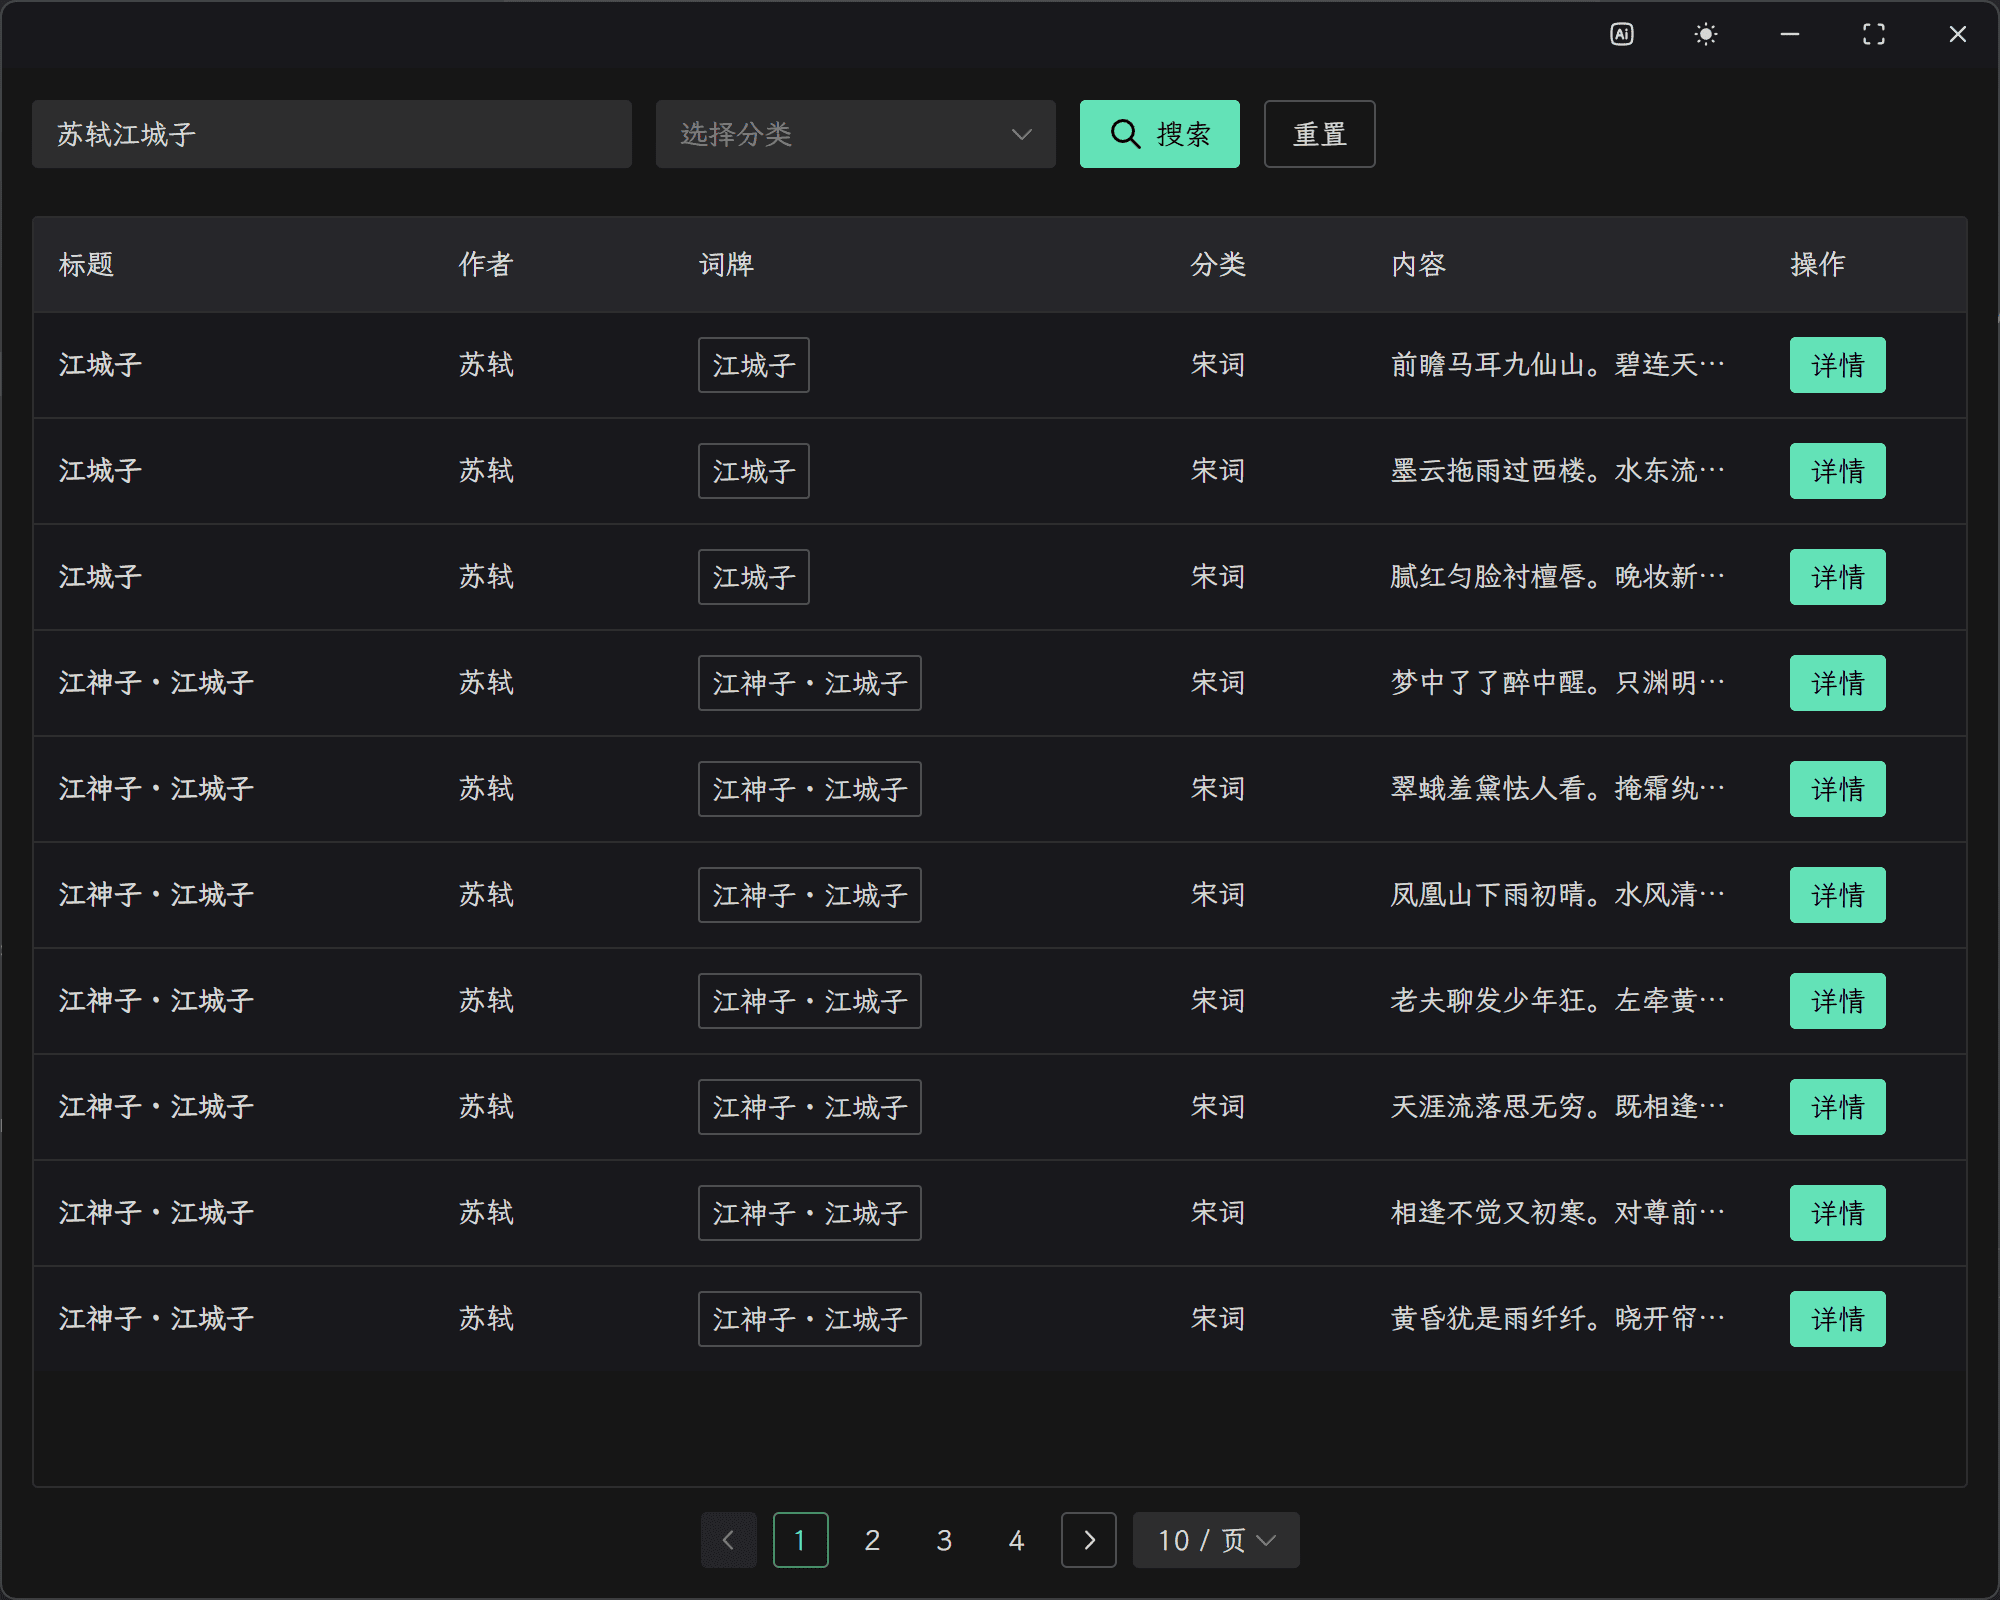 Ai
苏轼江城子 选择分类 搜索 重置
标题 作者 词牌 分类 内容 操作
江城子 苏轼 江城子 宋词 前瞻马耳九仙山。碧连天… 详情
江城子 苏轼 江城子 宋词 墨云拖雨过西楼。水东流… 详情
江城子 苏轼 江城子 宋词 腻红匀脸衬檀唇。晚妆新… 详情
江神子·江城子 苏轼 江神子·江城子 宋词 梦中了了醉中醒。只渊明… 详情
江神子·江城子 苏轼 江神子·江城子 宋词 翠蛾羞黛怯人看。掩霜纨… 详情
江神子·江城子 苏轼 江神子·江城子 宋词 凤凰山下雨初晴。水风清… 详情
江神子·江城子 苏轼 江神子·江城子 宋词 老夫聊发少年狂。左牵黄… 详情
江神子·江城子 苏轼 江神子·江城子 宋词 天涯流落思无穷。既相逢… 详情
江神子·江城子 苏轼 江神子·江城子 宋词 相逢不觉又初寒。对尊前… 详情
江神子·江城子 苏轼 江神子·江城子 宋词 黄昏犹是雨纤纤。晓开帘… 详情
1 2 3 4 10 / 页